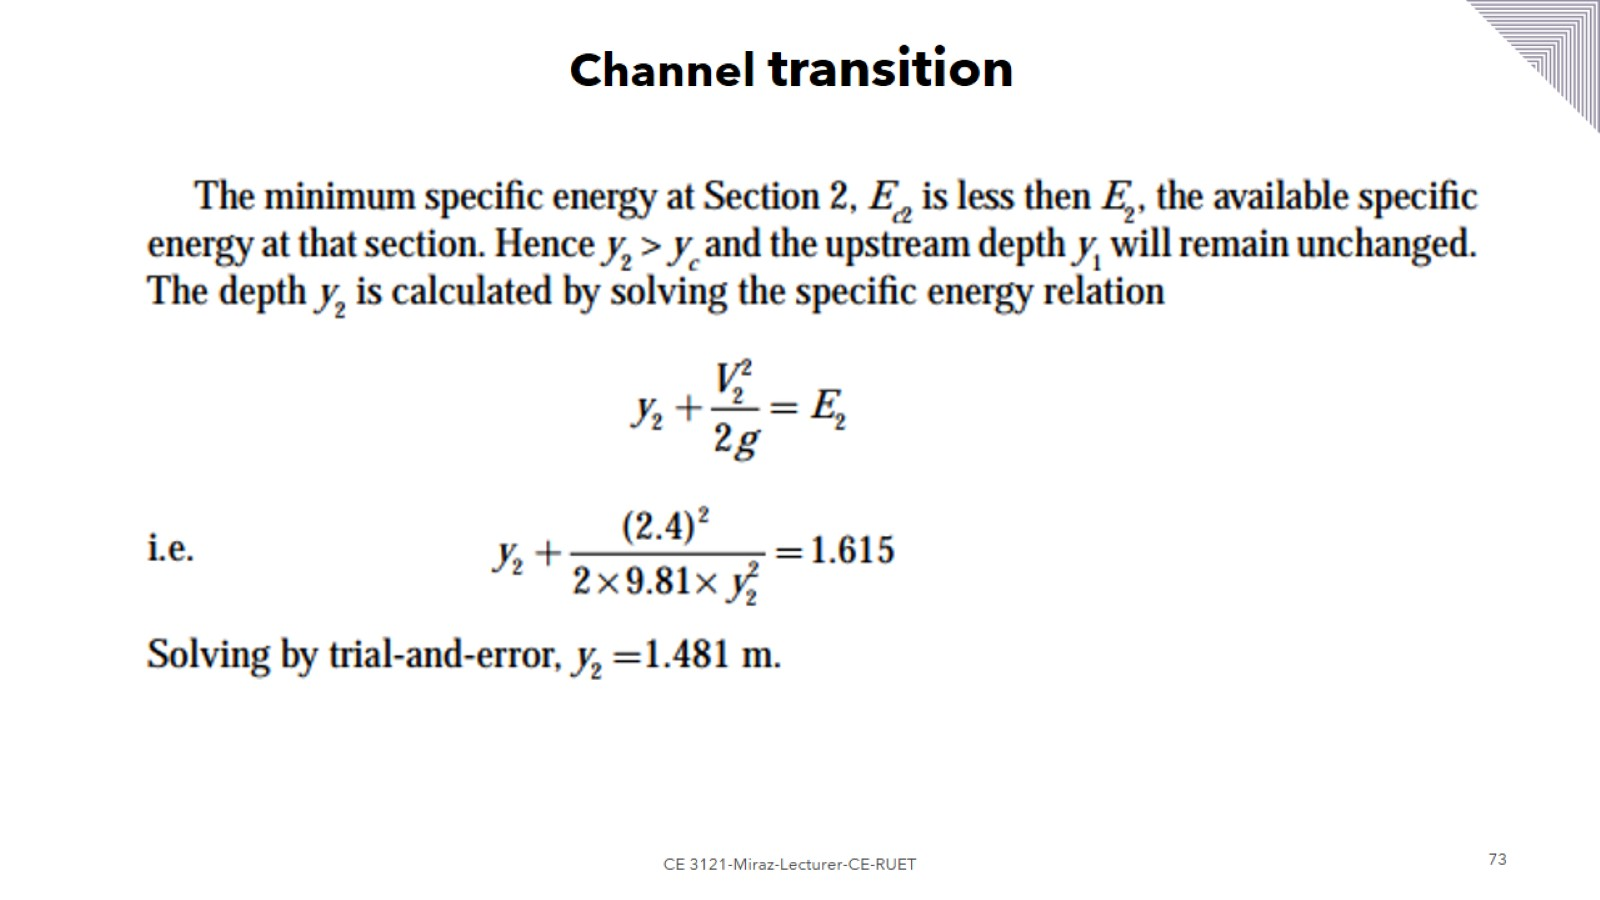 Channel transition
The minimum specific energy at Section 2, E_c2 is less then E_2, the available specific
energy at that section. Hence y_2 > y_c and the upstream depth y_1 will remain unchanged.
The depth y_2 is calculated by solving the specific energy relation
y_2 + V_2^2 / 2g = E_2
i.e. y_2 + (2.4)^2 / (2 × 9.81 × y_2^2) = 1.615
Solving by trial-and-error, y_2 = 1.481 m.
CE 3121-Miraz-Lecturer-CE-RUET
73